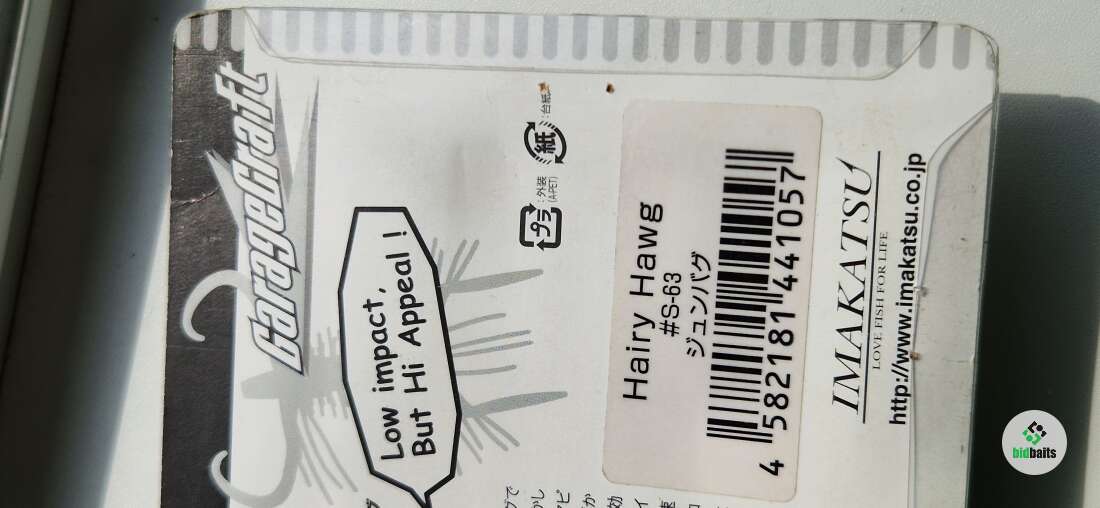 GarageCraft
Low impact,
But Hi Appeal !
プラ
:外装
(A-PET)
紙
:台紙
Hairy Hawg
#S-63
ジュンバグ
4 582181 441057
IMAKATSU
LOVE FISH FOR LIFE
http://www.imakatsu.co.jp
bidbaits